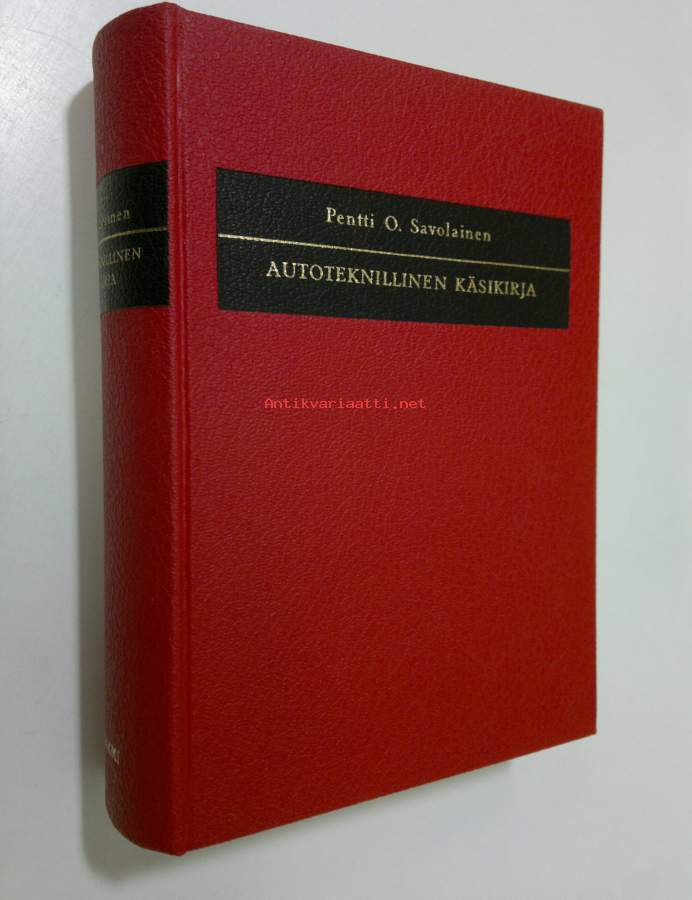 Pentti O. Savolainen
AUTOTEKNILLINEN KÄSIKIRJA
Antikvariaatti.net